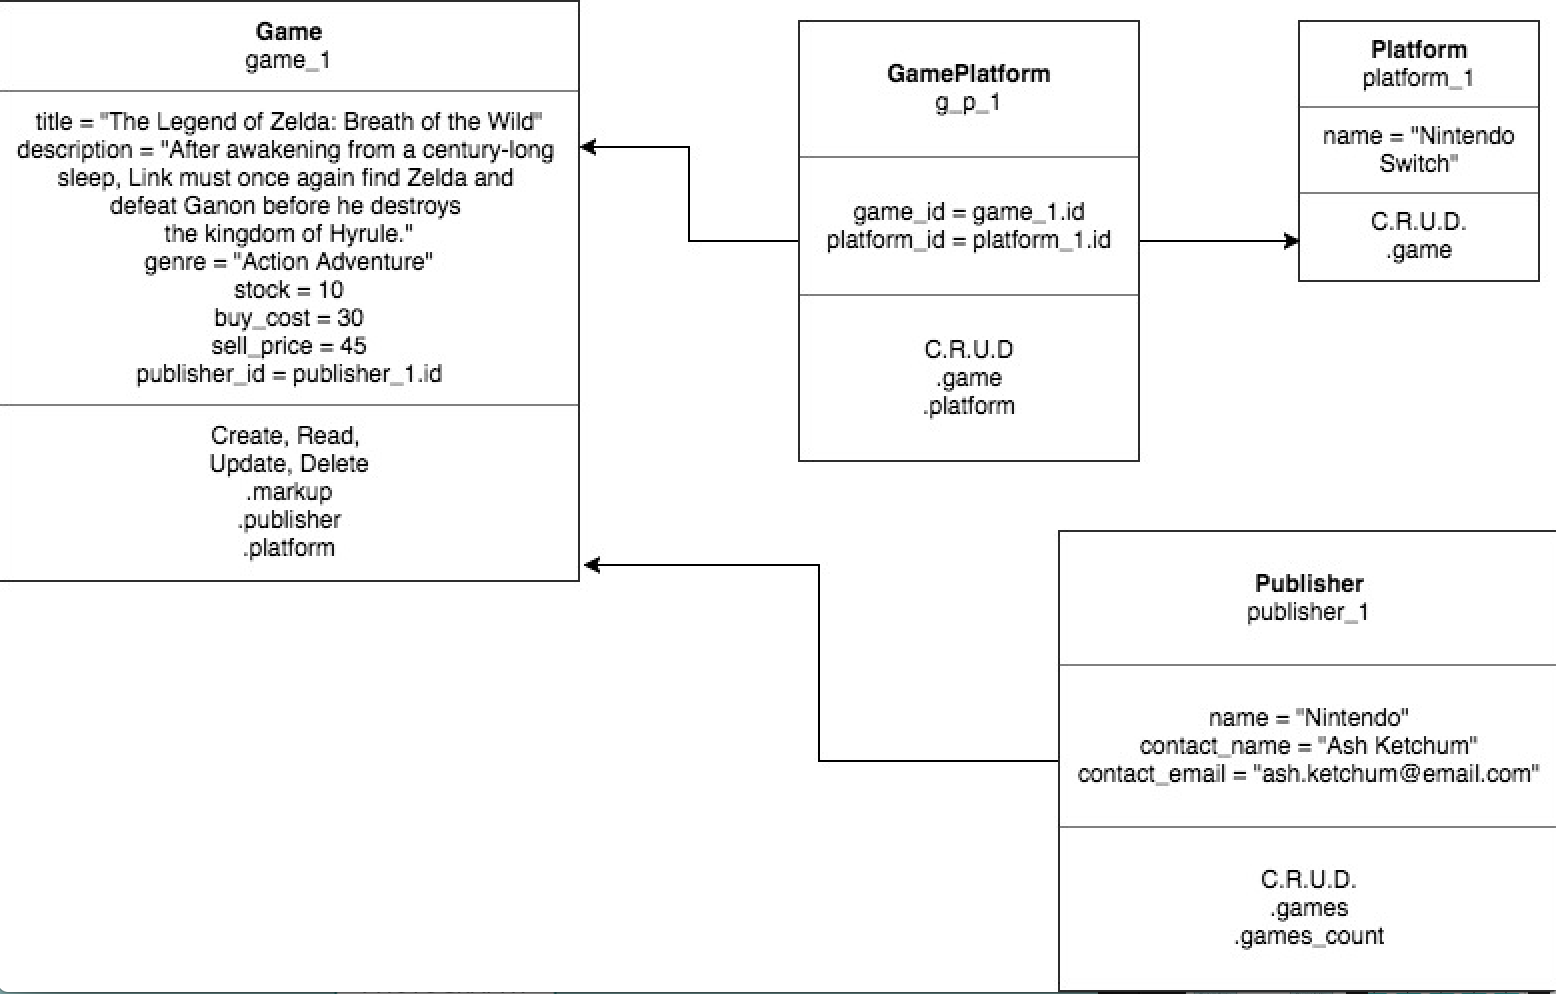 Game
game_1
title = "The Legend of Zelda: Breath of the Wild"
description = "After awakening from a century-long
sleep, Link must once again find Zelda and
defeat Ganon before he destroys
the kingdom of Hyrule."
genre = "Action Adventure"
stock = 10
buy_cost = 30
sell_price = 45
publisher_id = publisher_1.id
Create, Read,
Update, Delete
.markup
.publisher
.platform
GamePlatform
g_p_1
game_id = game_1.id
platform_id = platform_1.id
C.R.U.D
.game
.platform
Platform
platform_1
name = "Nintendo
Switch"
C.R.U.D.
.game
Publisher
publisher_1
name = "Nintendo"
contact_name = "Ash Ketchum"
contact_email = "ash.ketchum@email.com"
C.R.U.D.
.games
.games_count